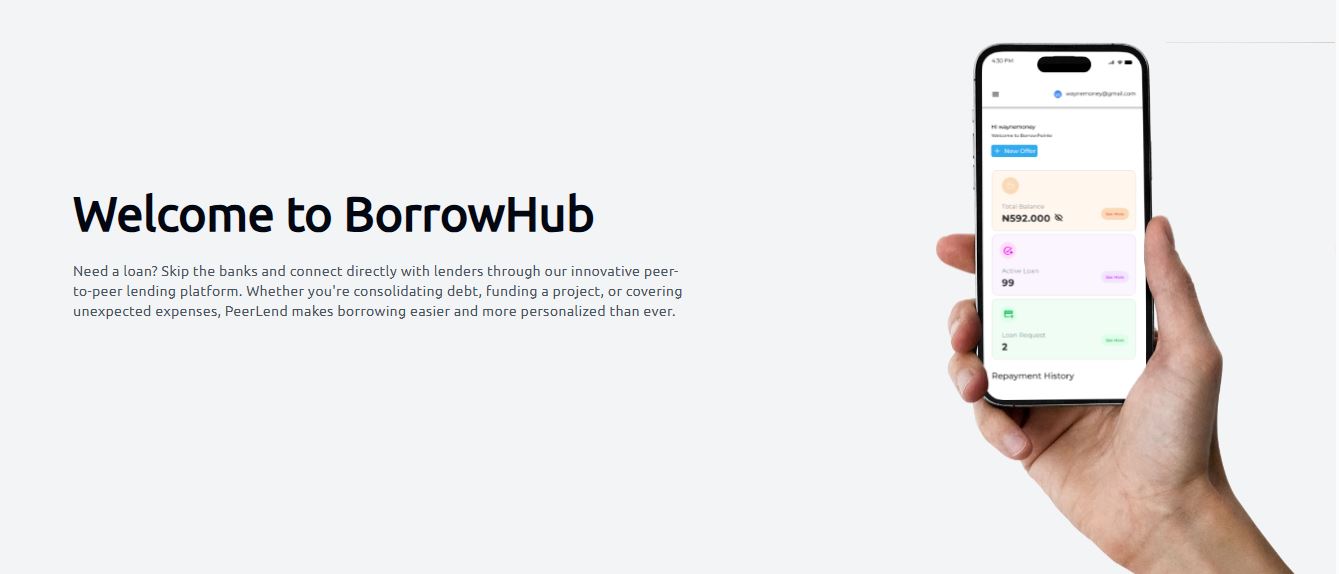 Welcome to BorrowHub
Need a loan? Skip the banks and connect directly with lenders through our innovative peer-
to-peer lending platform. Whether you're consolidating debt, funding a project, or covering
unexpected expenses, PeerLend makes borrowing easier and more personalized than ever.
4:30 PM
waynemoney@gmail.com
Hi waynemoney
Welcome to BorrowPointe
+ New Offer
Total Balance
₦592.000
See More
Active Loan
99
See More
Loan Request
2
See More
Repayment History